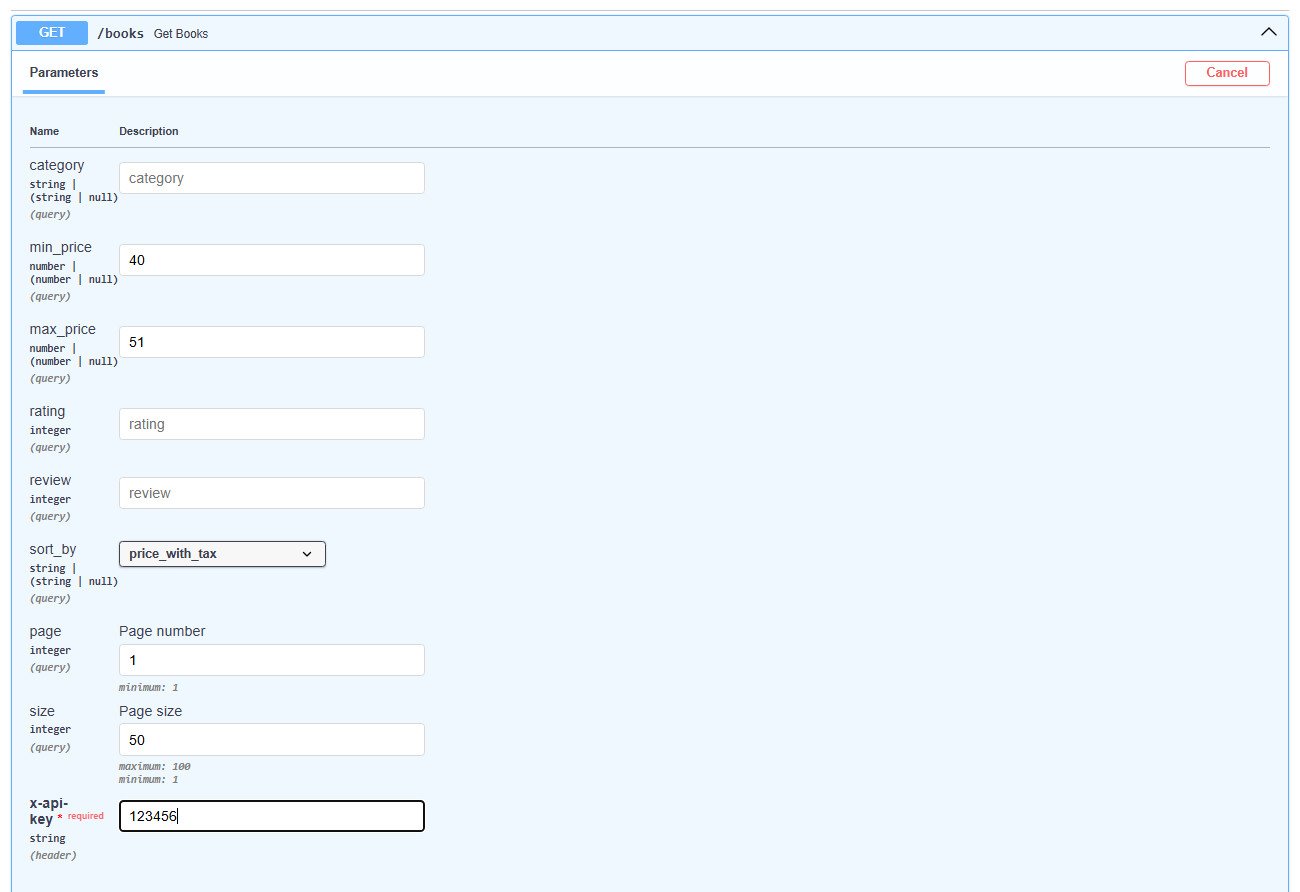 GET /books Get Books
Parameters
Cancel
Name Description
category
string |
(string | null)
(query)
category
min_price
number |
(number | null)
(query)
40
max_price
number |
(number | null)
(query)
51
rating
integer
(query)
rating
review
integer
(query)
review
sort_by
string |
(string | null)
(query)
price_with_tax
page
integer
(query)
Page number
1
minimum: 1
size
integer
(query)
Page size
50
maximum: 100
minimum: 1
x-api-
key * required
string
(header)
123456